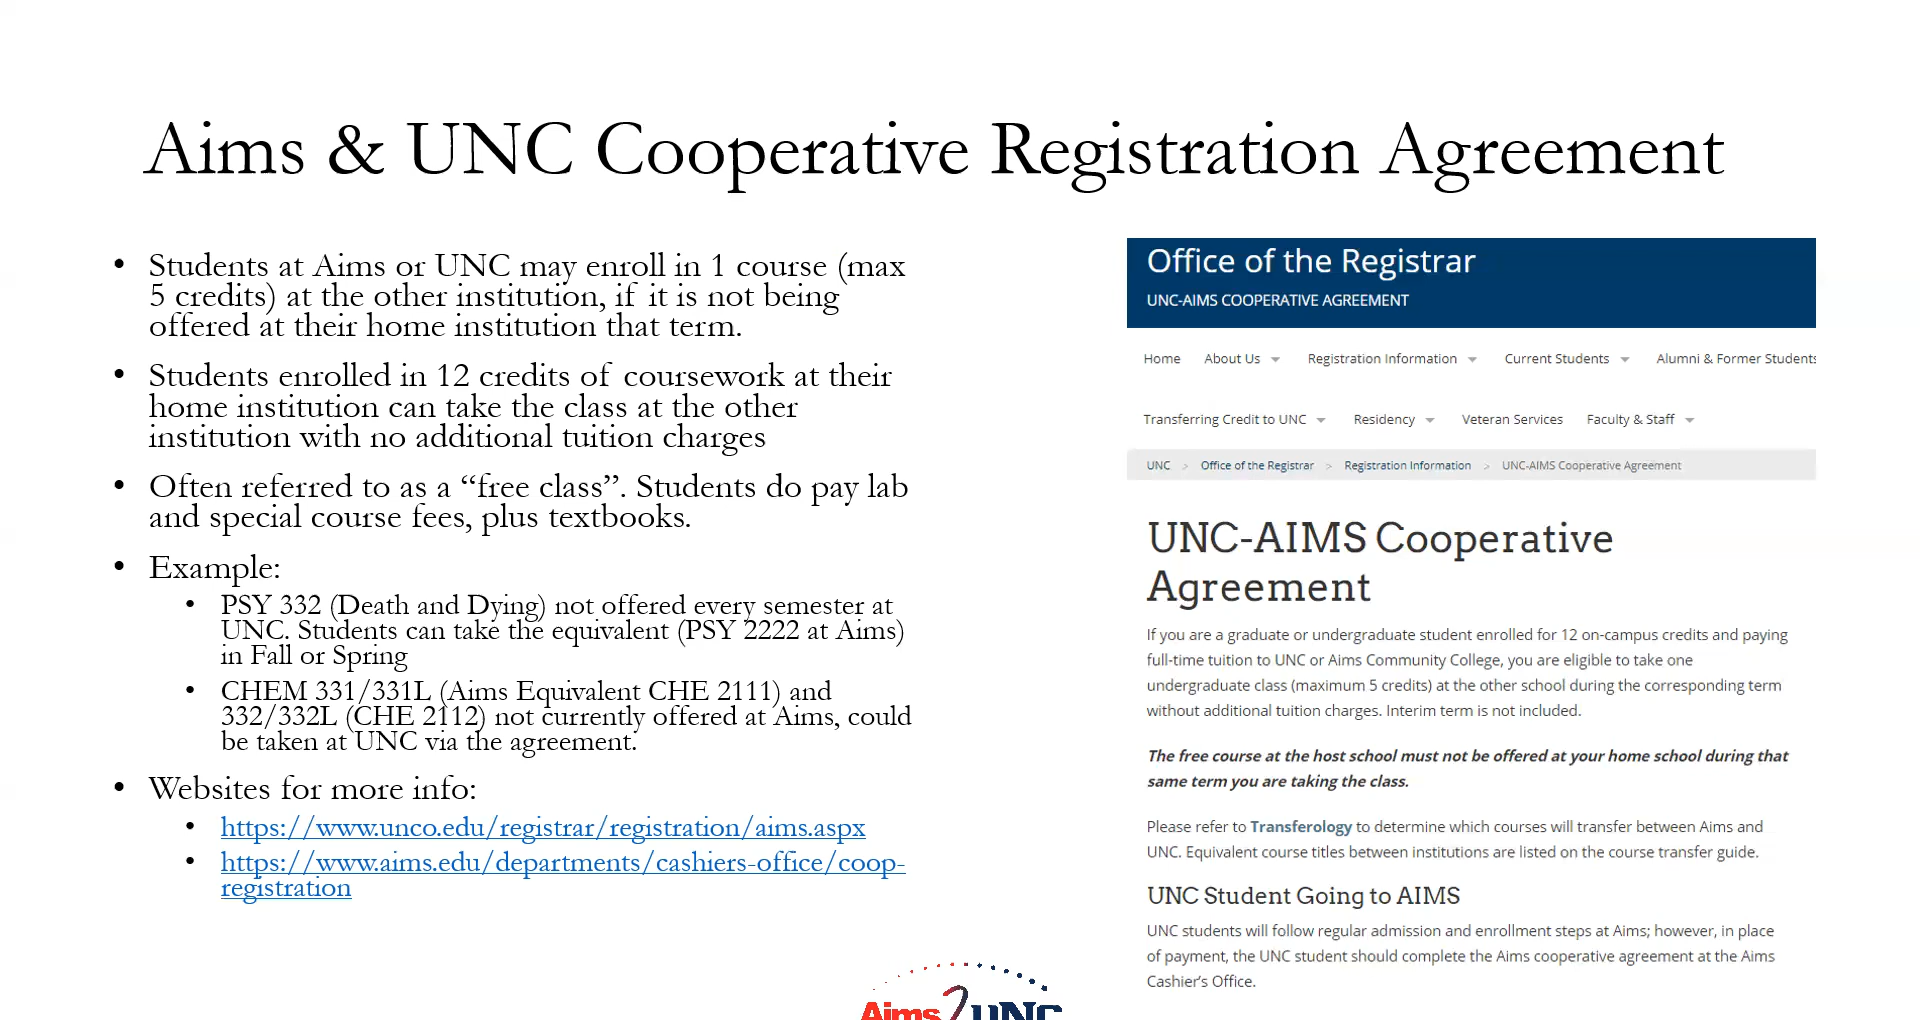 Aims & UNC Cooperative Registration Agreement
• Students at Aims or UNC may enroll in 1 course (max
5 credits) at the other institution, if it is not being
offered at their home institution that term.
• Students enrolled in 12 credits of coursework at their
home institution can take the class at the other
institution with no additional tuition charges
• Often referred to as a “free class”. Students do pay lab
and special course fees, plus textbooks.
• Example:
• PSY 332 (Death and Dying) not offered every semester at
UNC. Students can take the equivalent (PSY 2222 at Aims)
in Fall or Spring
• CHEM 331/331L (Aims Equivalent CHE 2111) and
332/332L (CHE 2112) not currently offered at Aims, could
be taken at UNC via the agreement.
• Websites for more info:
• https://www.unco.edu/registrar/registration/aims.aspx
• https://www.aims.edu/departments/cashiers-office/coop-
registration
Office of the Registrar
UNC-AIMS COOPERATIVE AGREEMENT
Home About Us Registration Information Current Students Alumni & Former Students
Transferring Credit to UNC Residency Veteran Services Faculty & Staff
UNC > Office of the Registrar > Registration Information > UNC-AIMS Cooperative Agreement
UNC-AIMS Cooperative
Agreement
If you are a graduate or undergraduate student enrolled for 12 on-campus credits and paying
full-time tuition to UNC or Aims Community College, you are eligible to take one
undergraduate class (maximum 5 credits) at the other school during the corresponding term
without additional tuition charges. Interim term is not included.
The free course at the host school must not be offered at your home school during that
same term you are taking the class.
Please refer to Transferology to determine which courses will transfer between Aims and
UNC. Equivalent course titles between institutions are listed on the course transfer guide.
UNC Student Going to AIMS
UNC students will follow regular admission and enrollment steps at Aims; however, in place
of payment, the UNC student should complete the Aims cooperative agreement at the Aims
Cashier's Office.
Aims2UNC